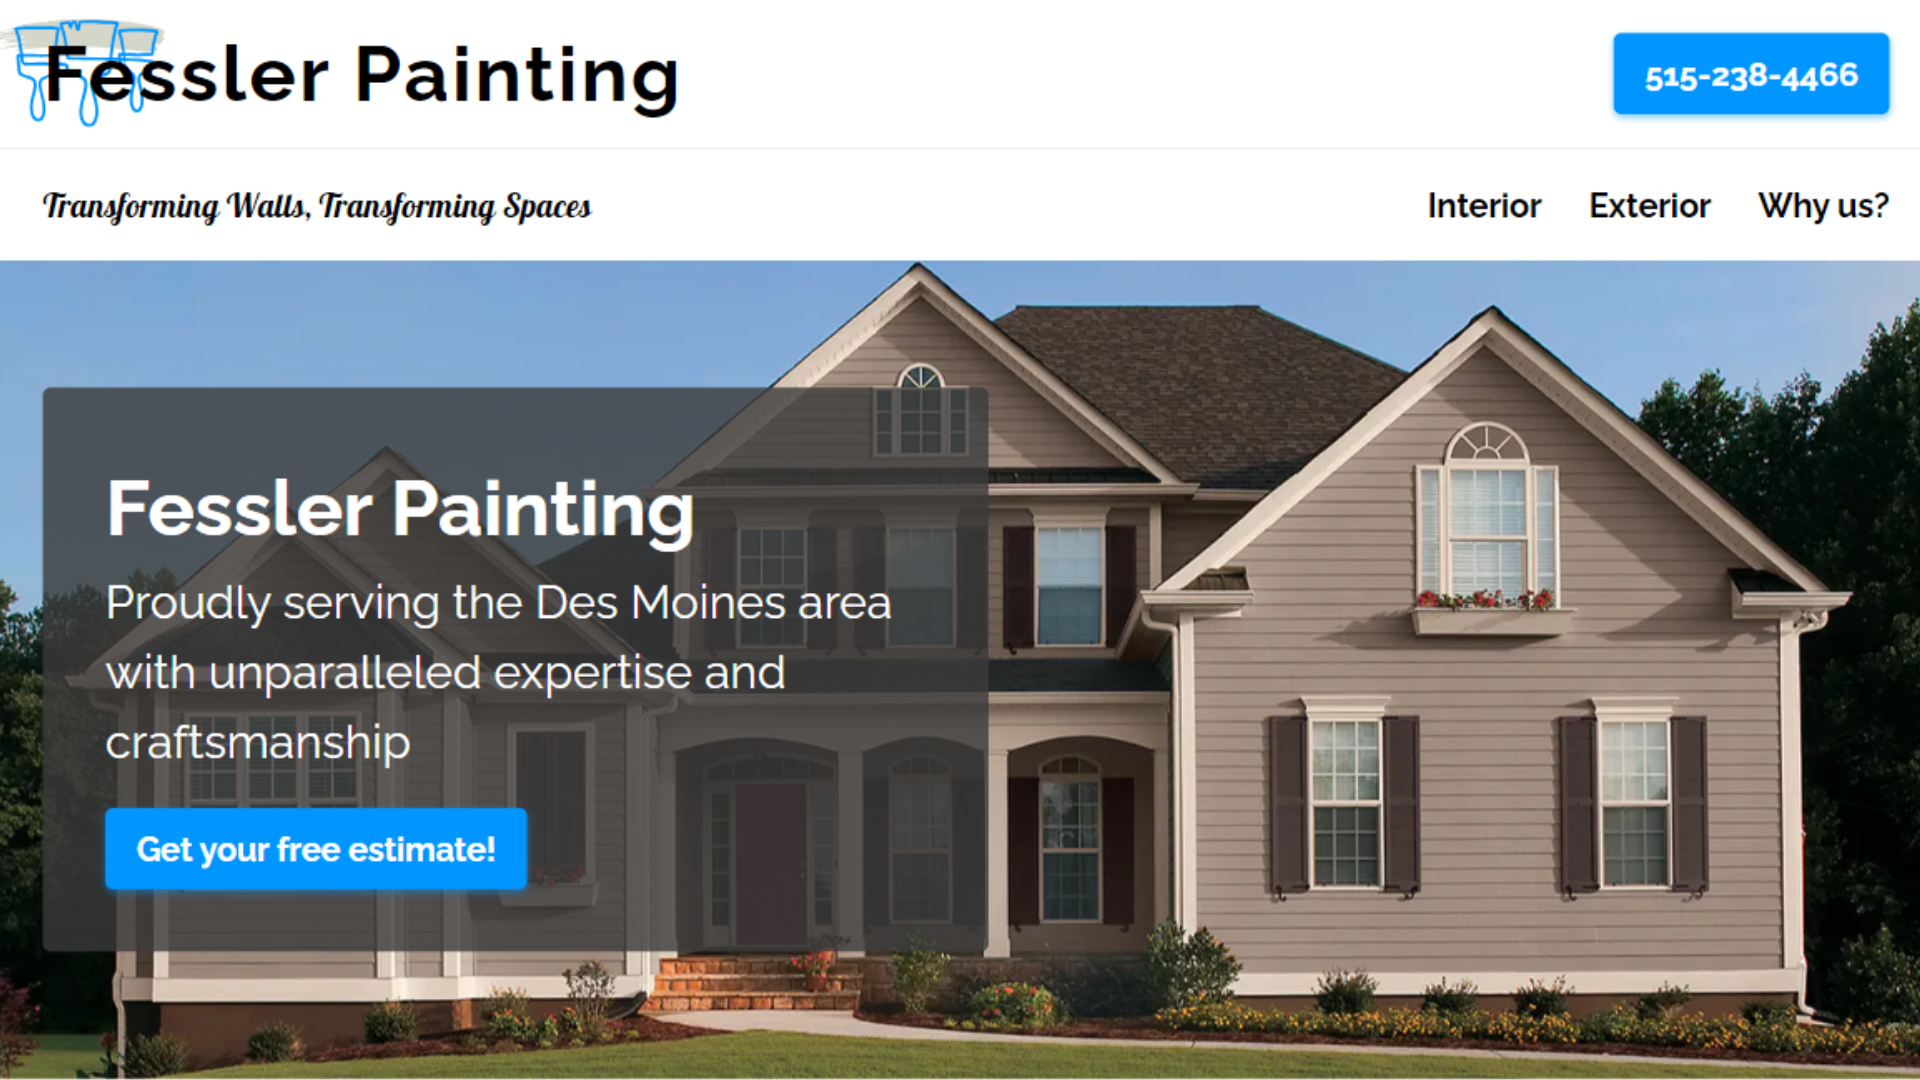 Fessler Painting
515-238-4466
Transforming Walls, Transforming Spaces
Interior
Exterior
Why us?
Fessler Painting
Proudly serving the Des Moines area
with unparalleled expertise and
craftsmanship
Get your free estimate!